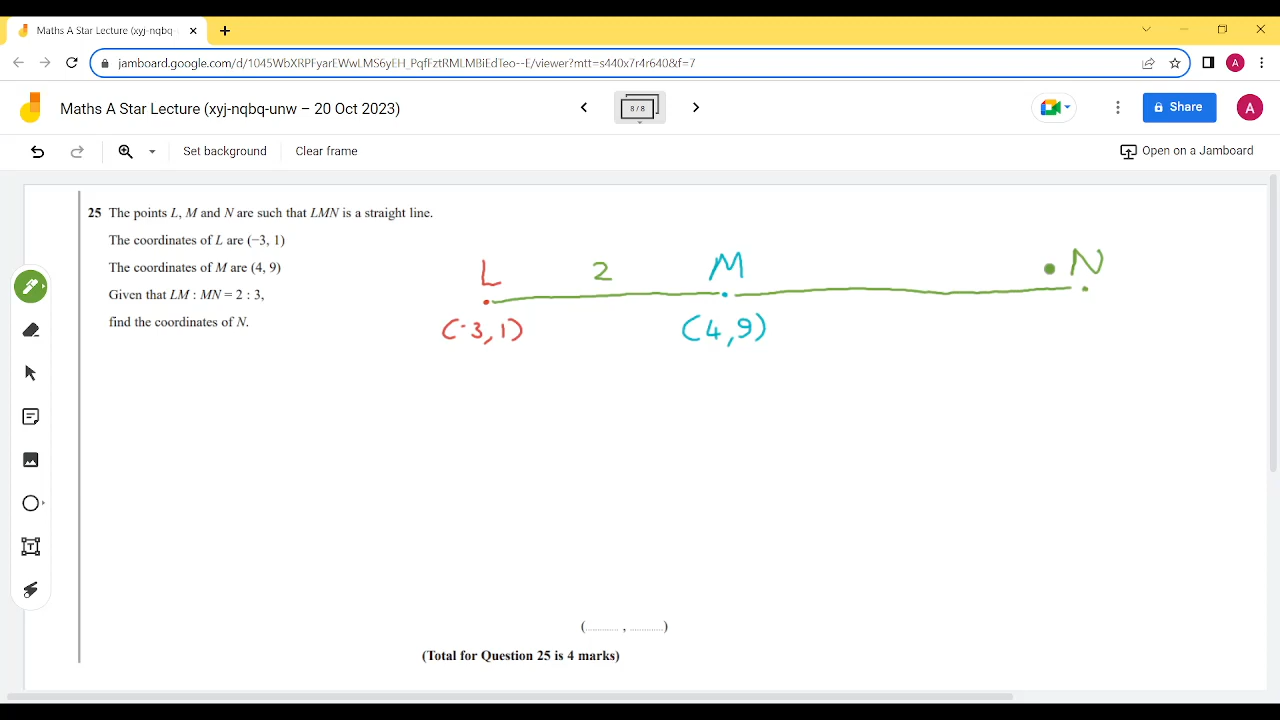 Maths A Star Lecture (xyj-nqbq
jamboard.google.com/d/1045WbXRPFyarEWwLMS6yEH_PqfFztRMLMBiEdTeo--E/viewer?mtt=s440x7r4r640&f=7
A
Maths A Star Lecture (xyj-nqbq-unw – 20 Oct 2023)
8 / 8
Share
A
Set background
Clear frame
Open on a Jamboard
25 The points L, M and N are such that LMN is a straight line.
The coordinates of L are (−3, 1)
The coordinates of M are (4, 9)
Given that LM : MN = 2 : 3,
find the coordinates of N.
L 2 M N
(-3,1) (4,9)
T
(.............. , ..............)
(Total for Question 25 is 4 marks)